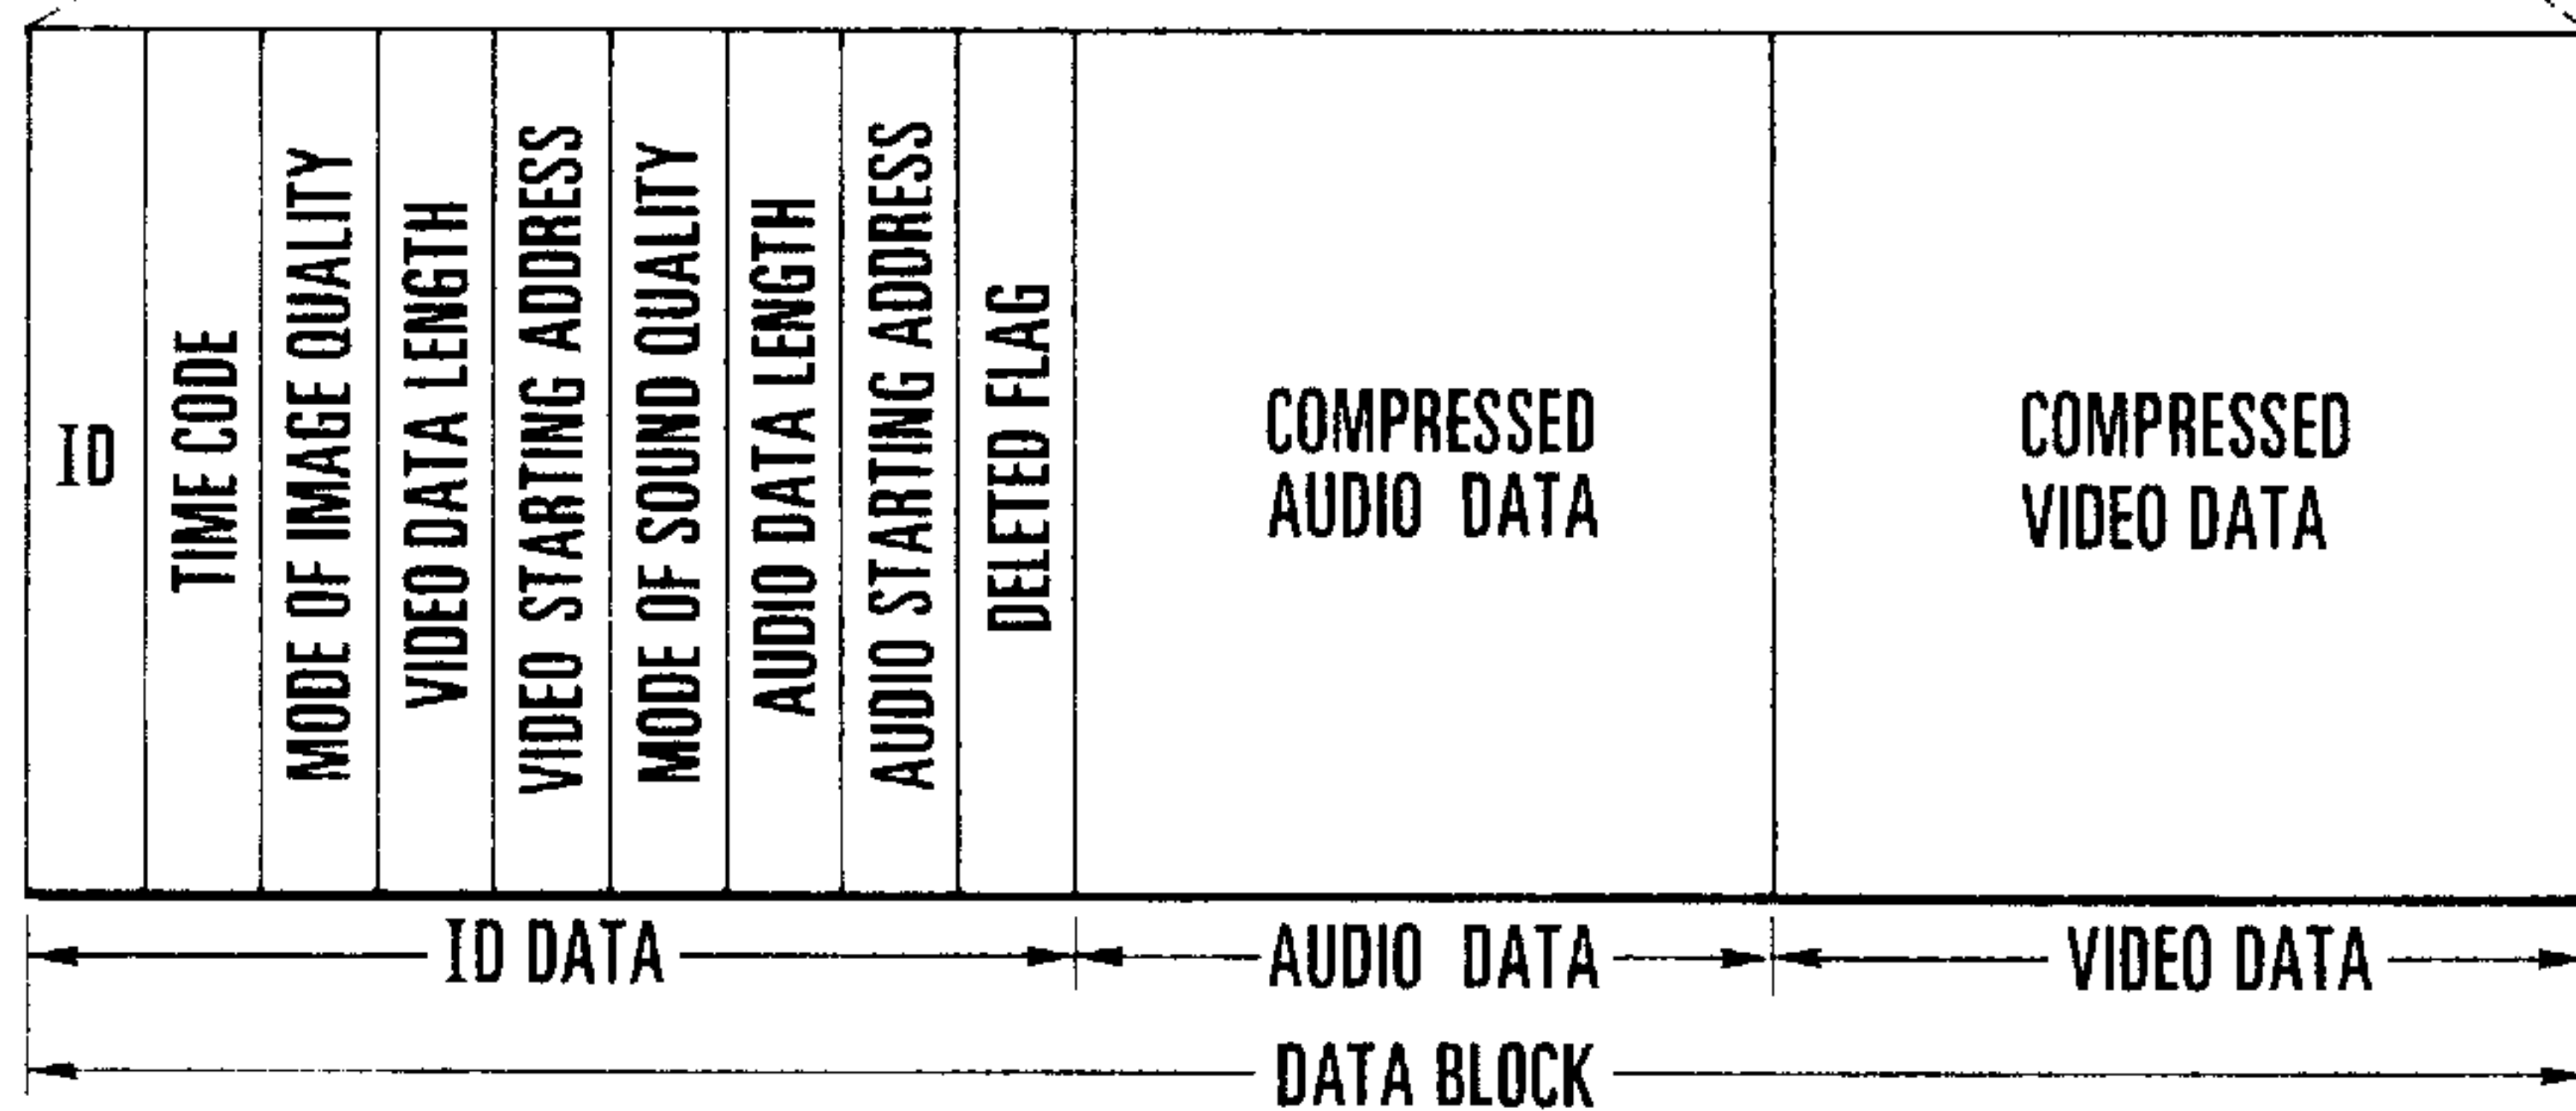 ID
TIME CODE
MODE OF IMAGE QUALITY
VIDEO DATA LENGTH
VIDEO STARTING ADDRESS
MODE OF SOUND QUALITY
AUDIO DATA LENGTH
AUDIO STARTING ADDRESS
DELETED FLAG
COMPRESSED
AUDIO DATA
COMPRESSED
VIDEO DATA
ID DATA
AUDIO DATA
VIDEO DATA
DATA BLOCK